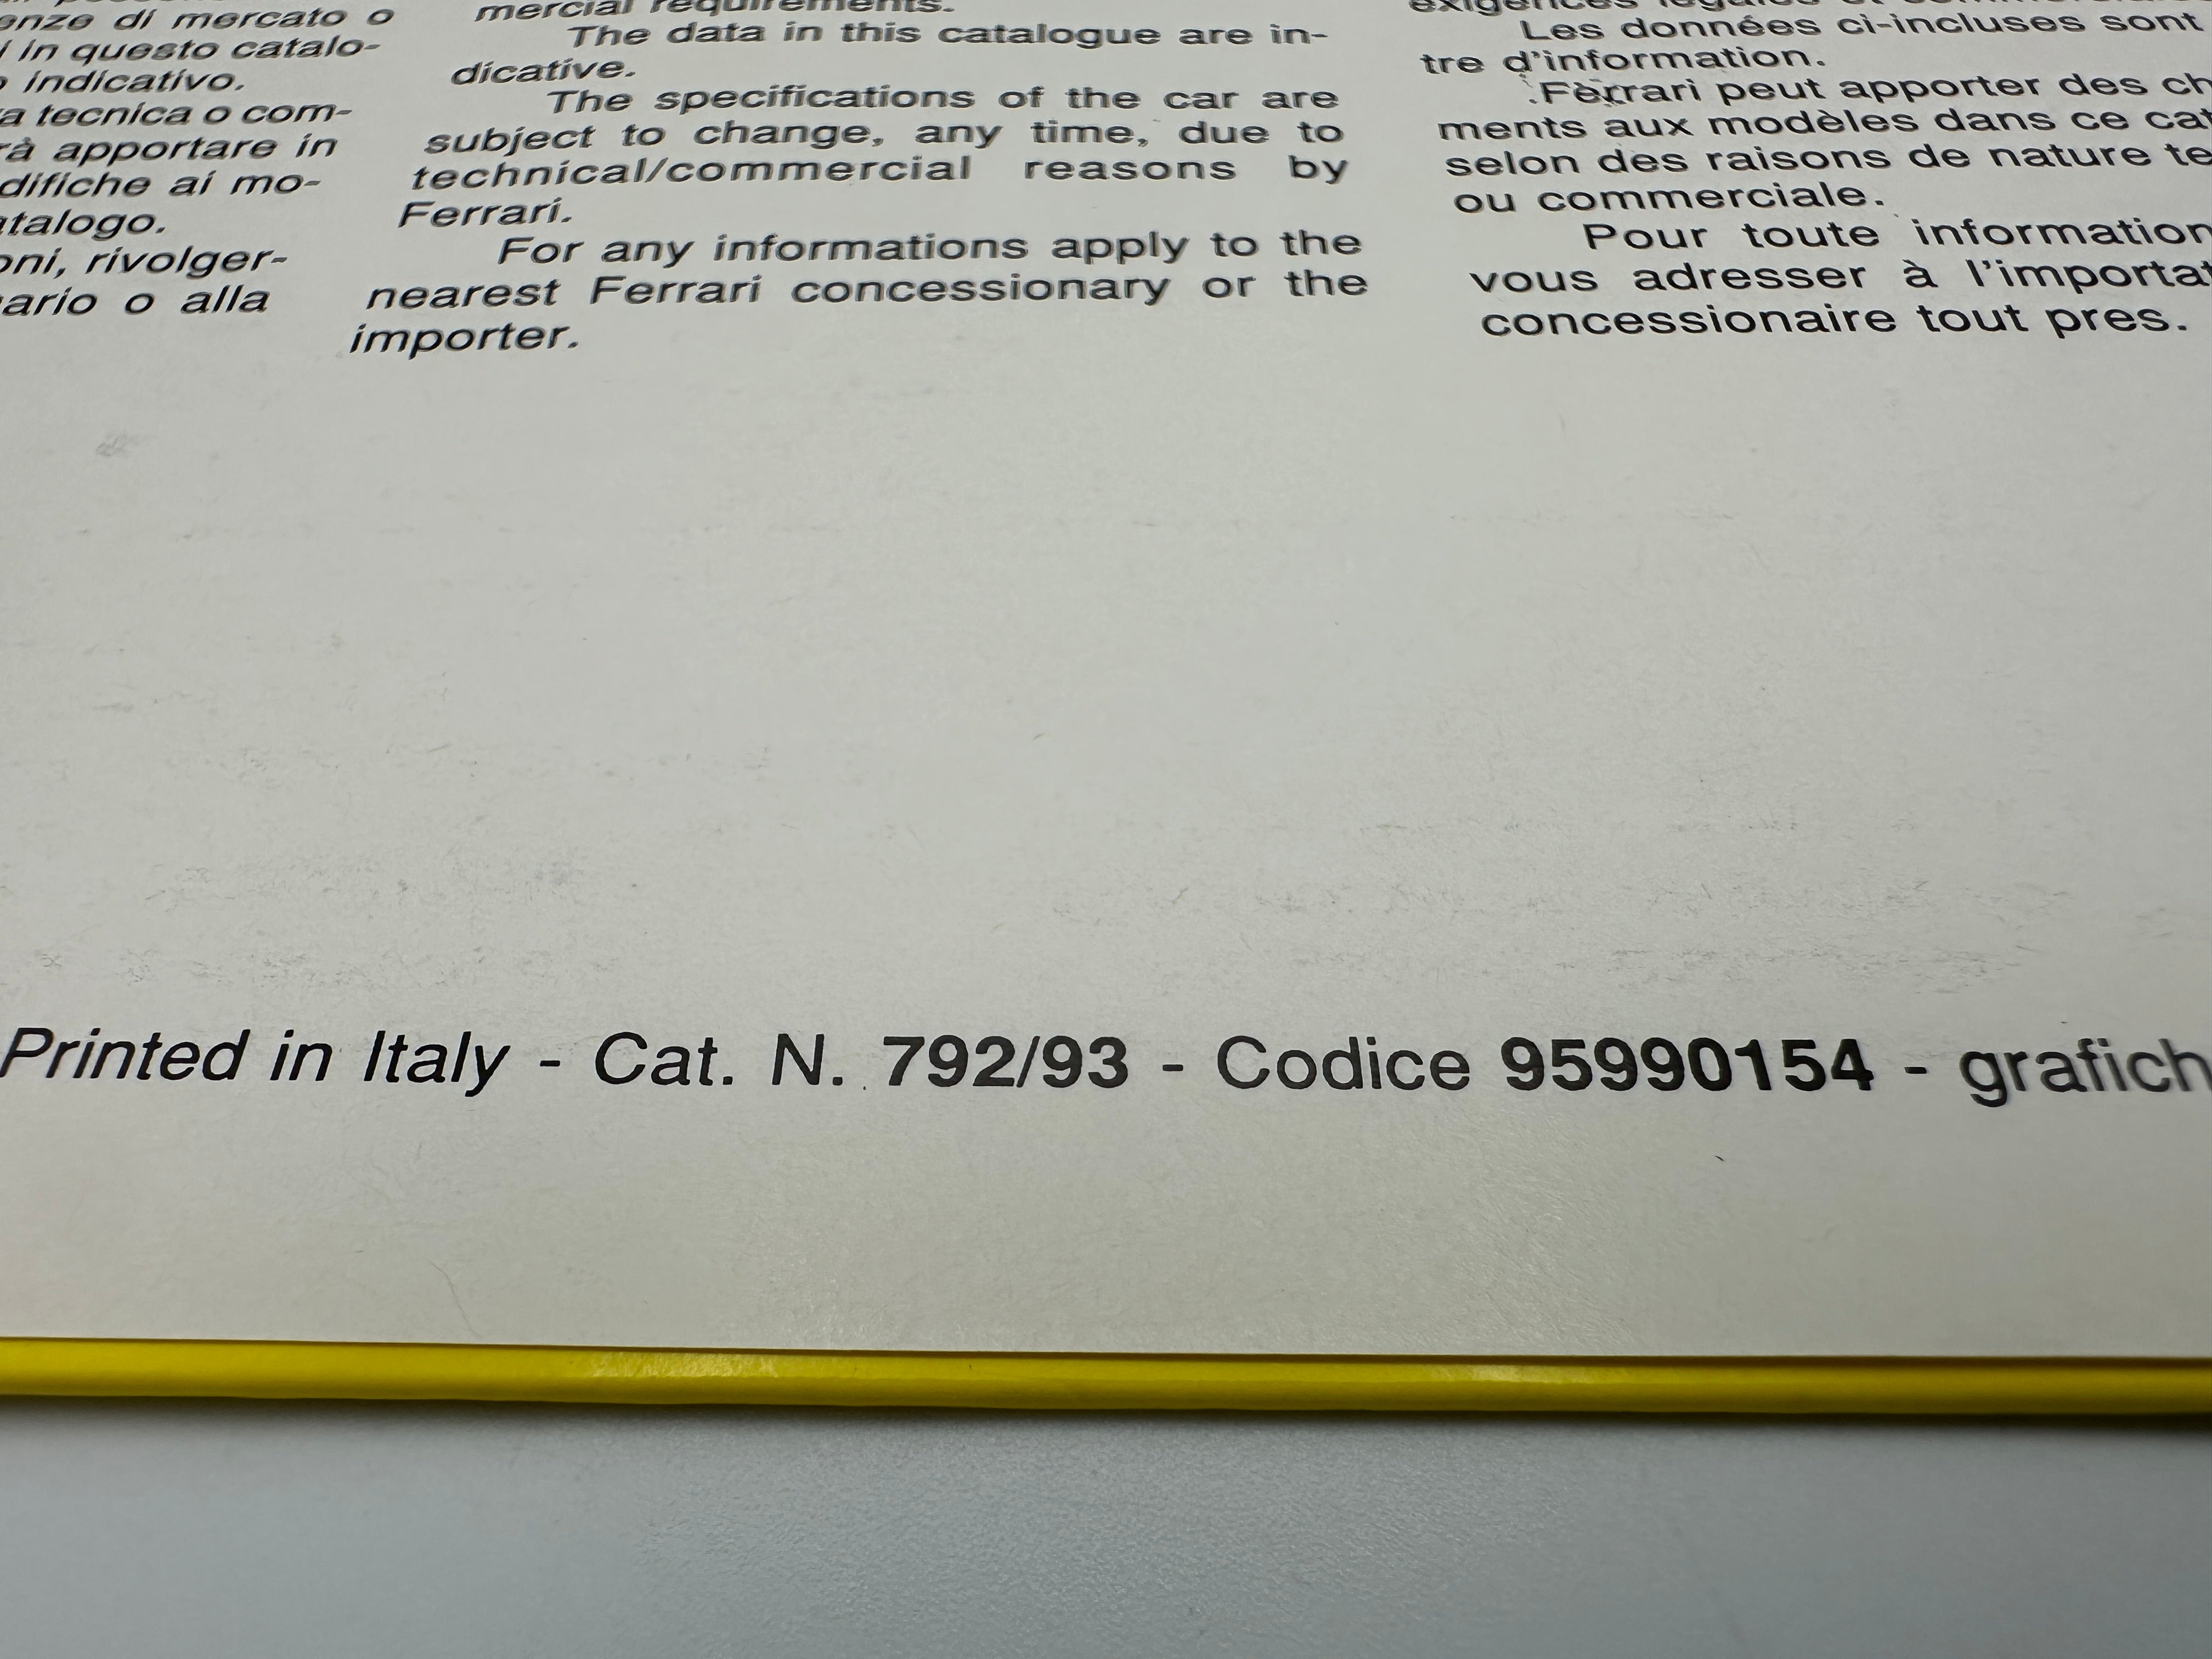 enze di mercato o
i in questo catalo-
o indicativo.
a tecnica o com-
rà apportare in
difiche ai mo-
atalogo.
oni, rivolger-
ario o alla
mercial requirements.
The data in this catalogue are in-
dicative.
The specifications of the car are
subject to change, any time, due to
technical/commercial reasons by
Ferrari.
For any informations apply to the
nearest Ferrari concessionary or the
importer.
exigences légales et
Les données ci-incluses sont
tre d'information.
Ferrari peut apporter des ch
ments aux modèles dans ce cat
selon des raisons de nature te
ou commerciale.
Pour toute information
vous adresser à l'importat
concessionaire tout pres.
Printed in Italy - Cat. N. 792/93 - Codice 95990154 - grafich